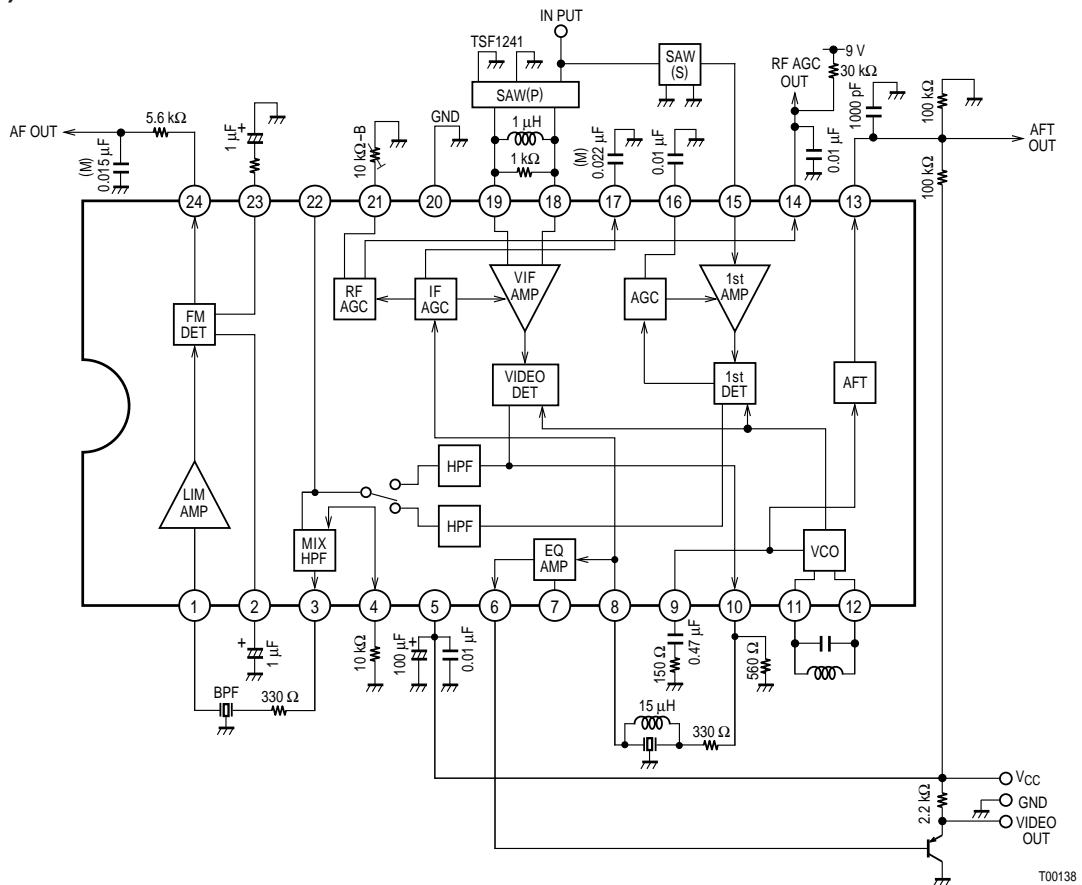 IN PUT
TSF1241
SAW (S)
SAW(P)
9 V
30 kΩ
RF AGC OUT
0.01 µF
1000 pF
100 kΩ
AFT OUT
100 kΩ
AF OUT
5.6 kΩ
(M) 0.015 µF
1 µF
+
10 kΩ–B
GND
1 µH
1 kΩ
(M) 0.022 µF
0.01 µF
24
23
22
21
20
19
18
17
16
15
14
13
FM DET
RF AGC
IF AGC
VIF AMP
AGC
1st AMP
VIDEO DET
1st DET
AFT
LIM AMP
HPF
HPF
MIX HPF
EQ AMP
VCO
1
2
3
4
5
6
7
8
9
10
11
12
+
1 µF
10 kΩ
100 µF
+
0.01 µF
150 Ω
0.47 µF
560 Ω
BPF
330 Ω
15 µH
330 Ω
VCC
2.2 kΩ
GND
VIDEO OUT
T00138